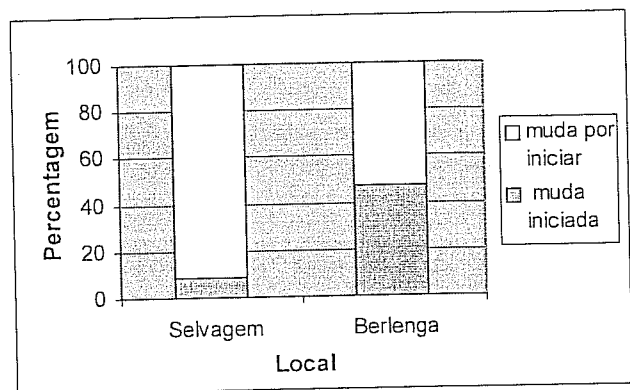 100
80
60
40
20
0
Percentagem
Selvagem
Berlenga
Local
muda por
iniciar
muda
iniciada